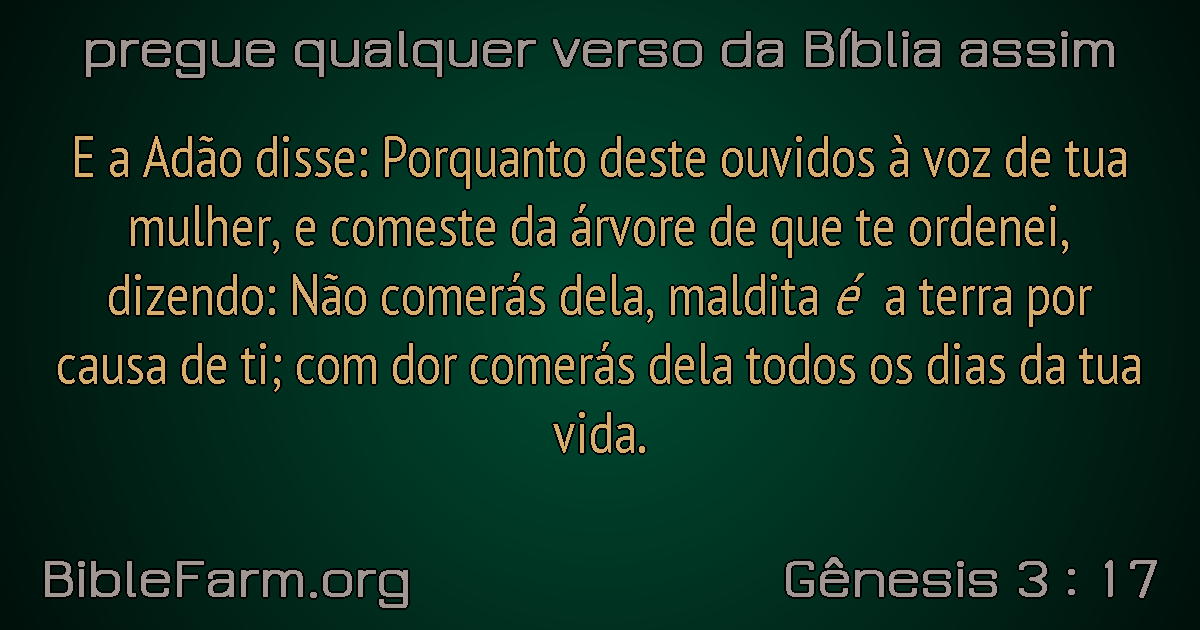 pregue qualquer verso da Bíblia assim
E a Adão disse: Porquanto deste ouvidos à voz de tua
mulher, e comeste da árvore de que te ordenei,
dizendo: Não comerás dela, maldita é a terra por
causa de ti; com dor comerás dela todos os dias da tua
vida.
BibleFarm.org
Gênesis 3 : 17